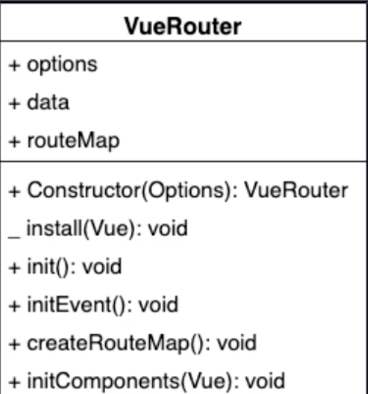 VueRouter
+ options
+ data
+ routeMap
+ Constructor(Options): VueRouter
_ install(Vue): void
+ init(): void
+ initEvent(): void
+ createRouteMap(): void
+ initComponents(Vue): void